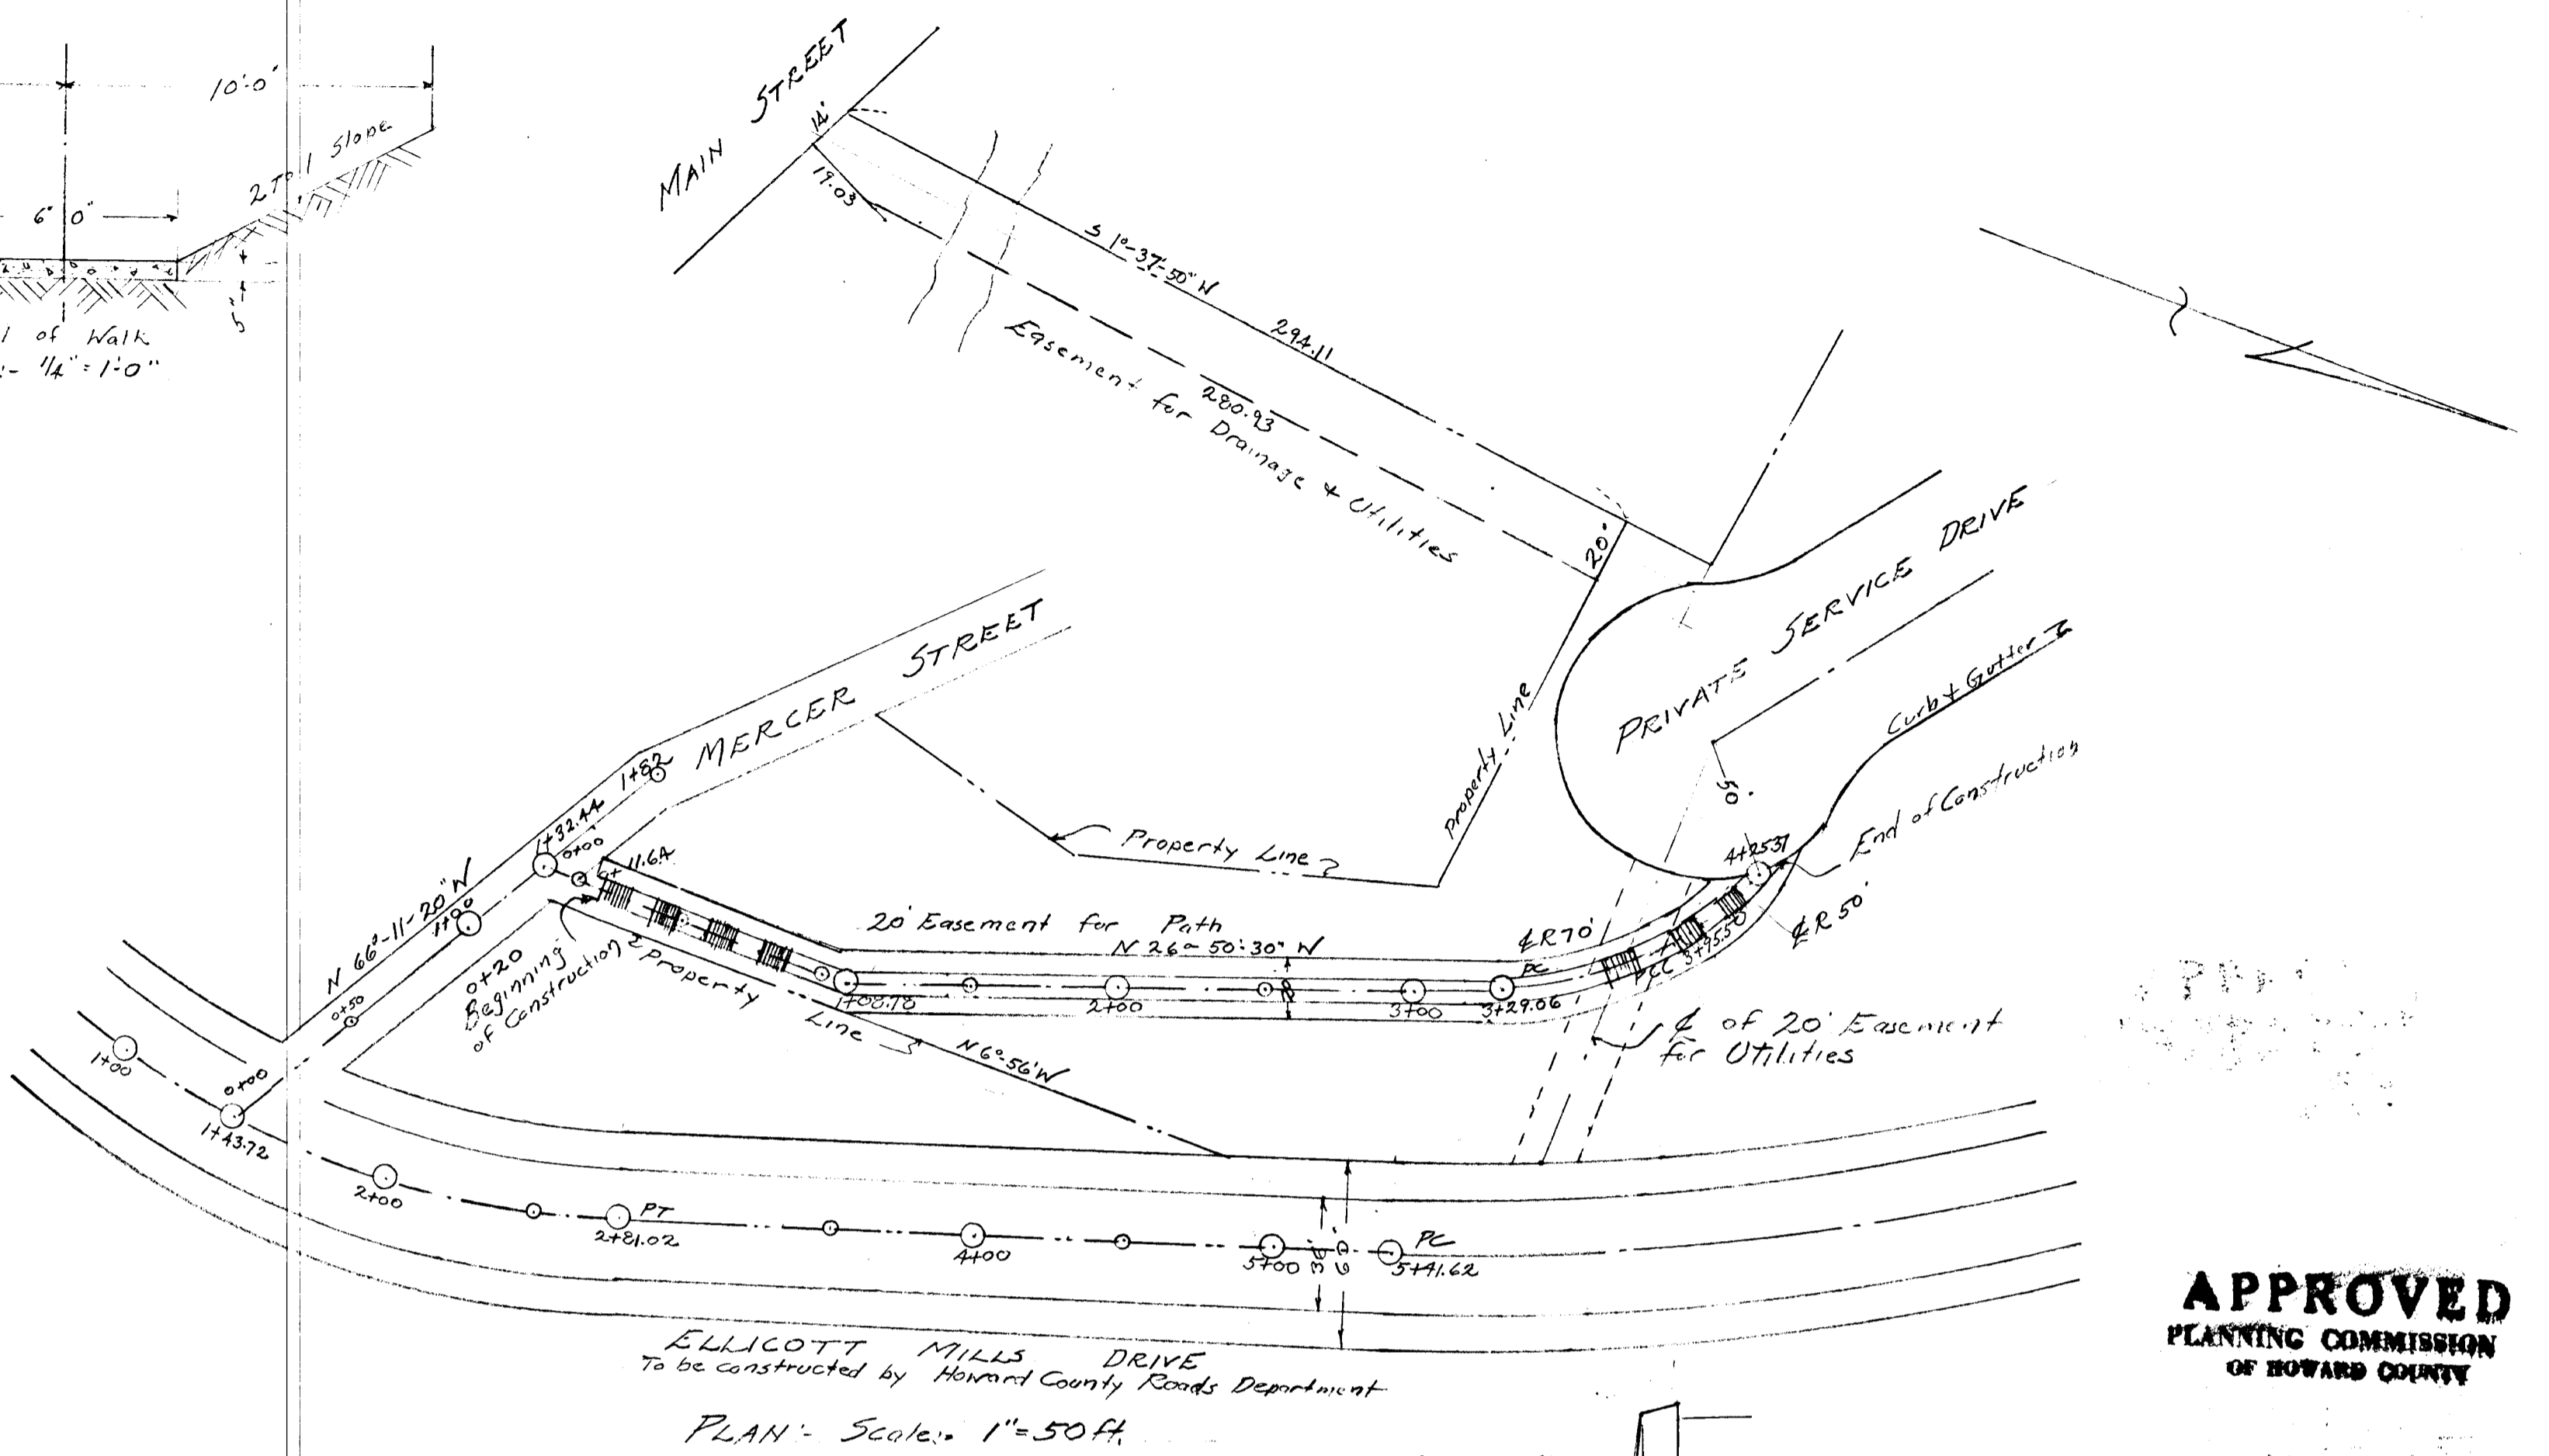 10'-0"
2 To 1 Slope
6' 0"
5"
of Walk
1/4" = 1'-0"
MAIN STREET
14'
19.03
S 1°-37'-50" W
294.11
280.93
Easement for Drainage & Utilities
20'
PRIVATE SERVICE DRIVE
50'
Curb & Gutter
End of Construction
Property Line
MERCER STREET
1+82
1+32.44
0+00
11.64
N 66°-11'-20" W
1+00
0+50
0+00
0+20
Beginning
of Construction
Property Line
Property Line
N 6°-56' W
20' Easement for Path
N 26°-50'-30" W
1+08.78
2+00
3+00
3+29.06
PC
℄ R 70'
PCC 3+95.50
4+25.37
℄ R 50'
℄ of 20' Easement
for Utilities
1+00
1+43.72
2+00
PT
2+81.02
4+00
5+00
PC
5+41.62
ELLICOTT MILLS DRIVE
To be constructed by Howard County Roads Department
PLAN:- Scale:- 1"=50ft.
APPROVED
PLANNING COMMISSION
OF HOWARD COUNTY